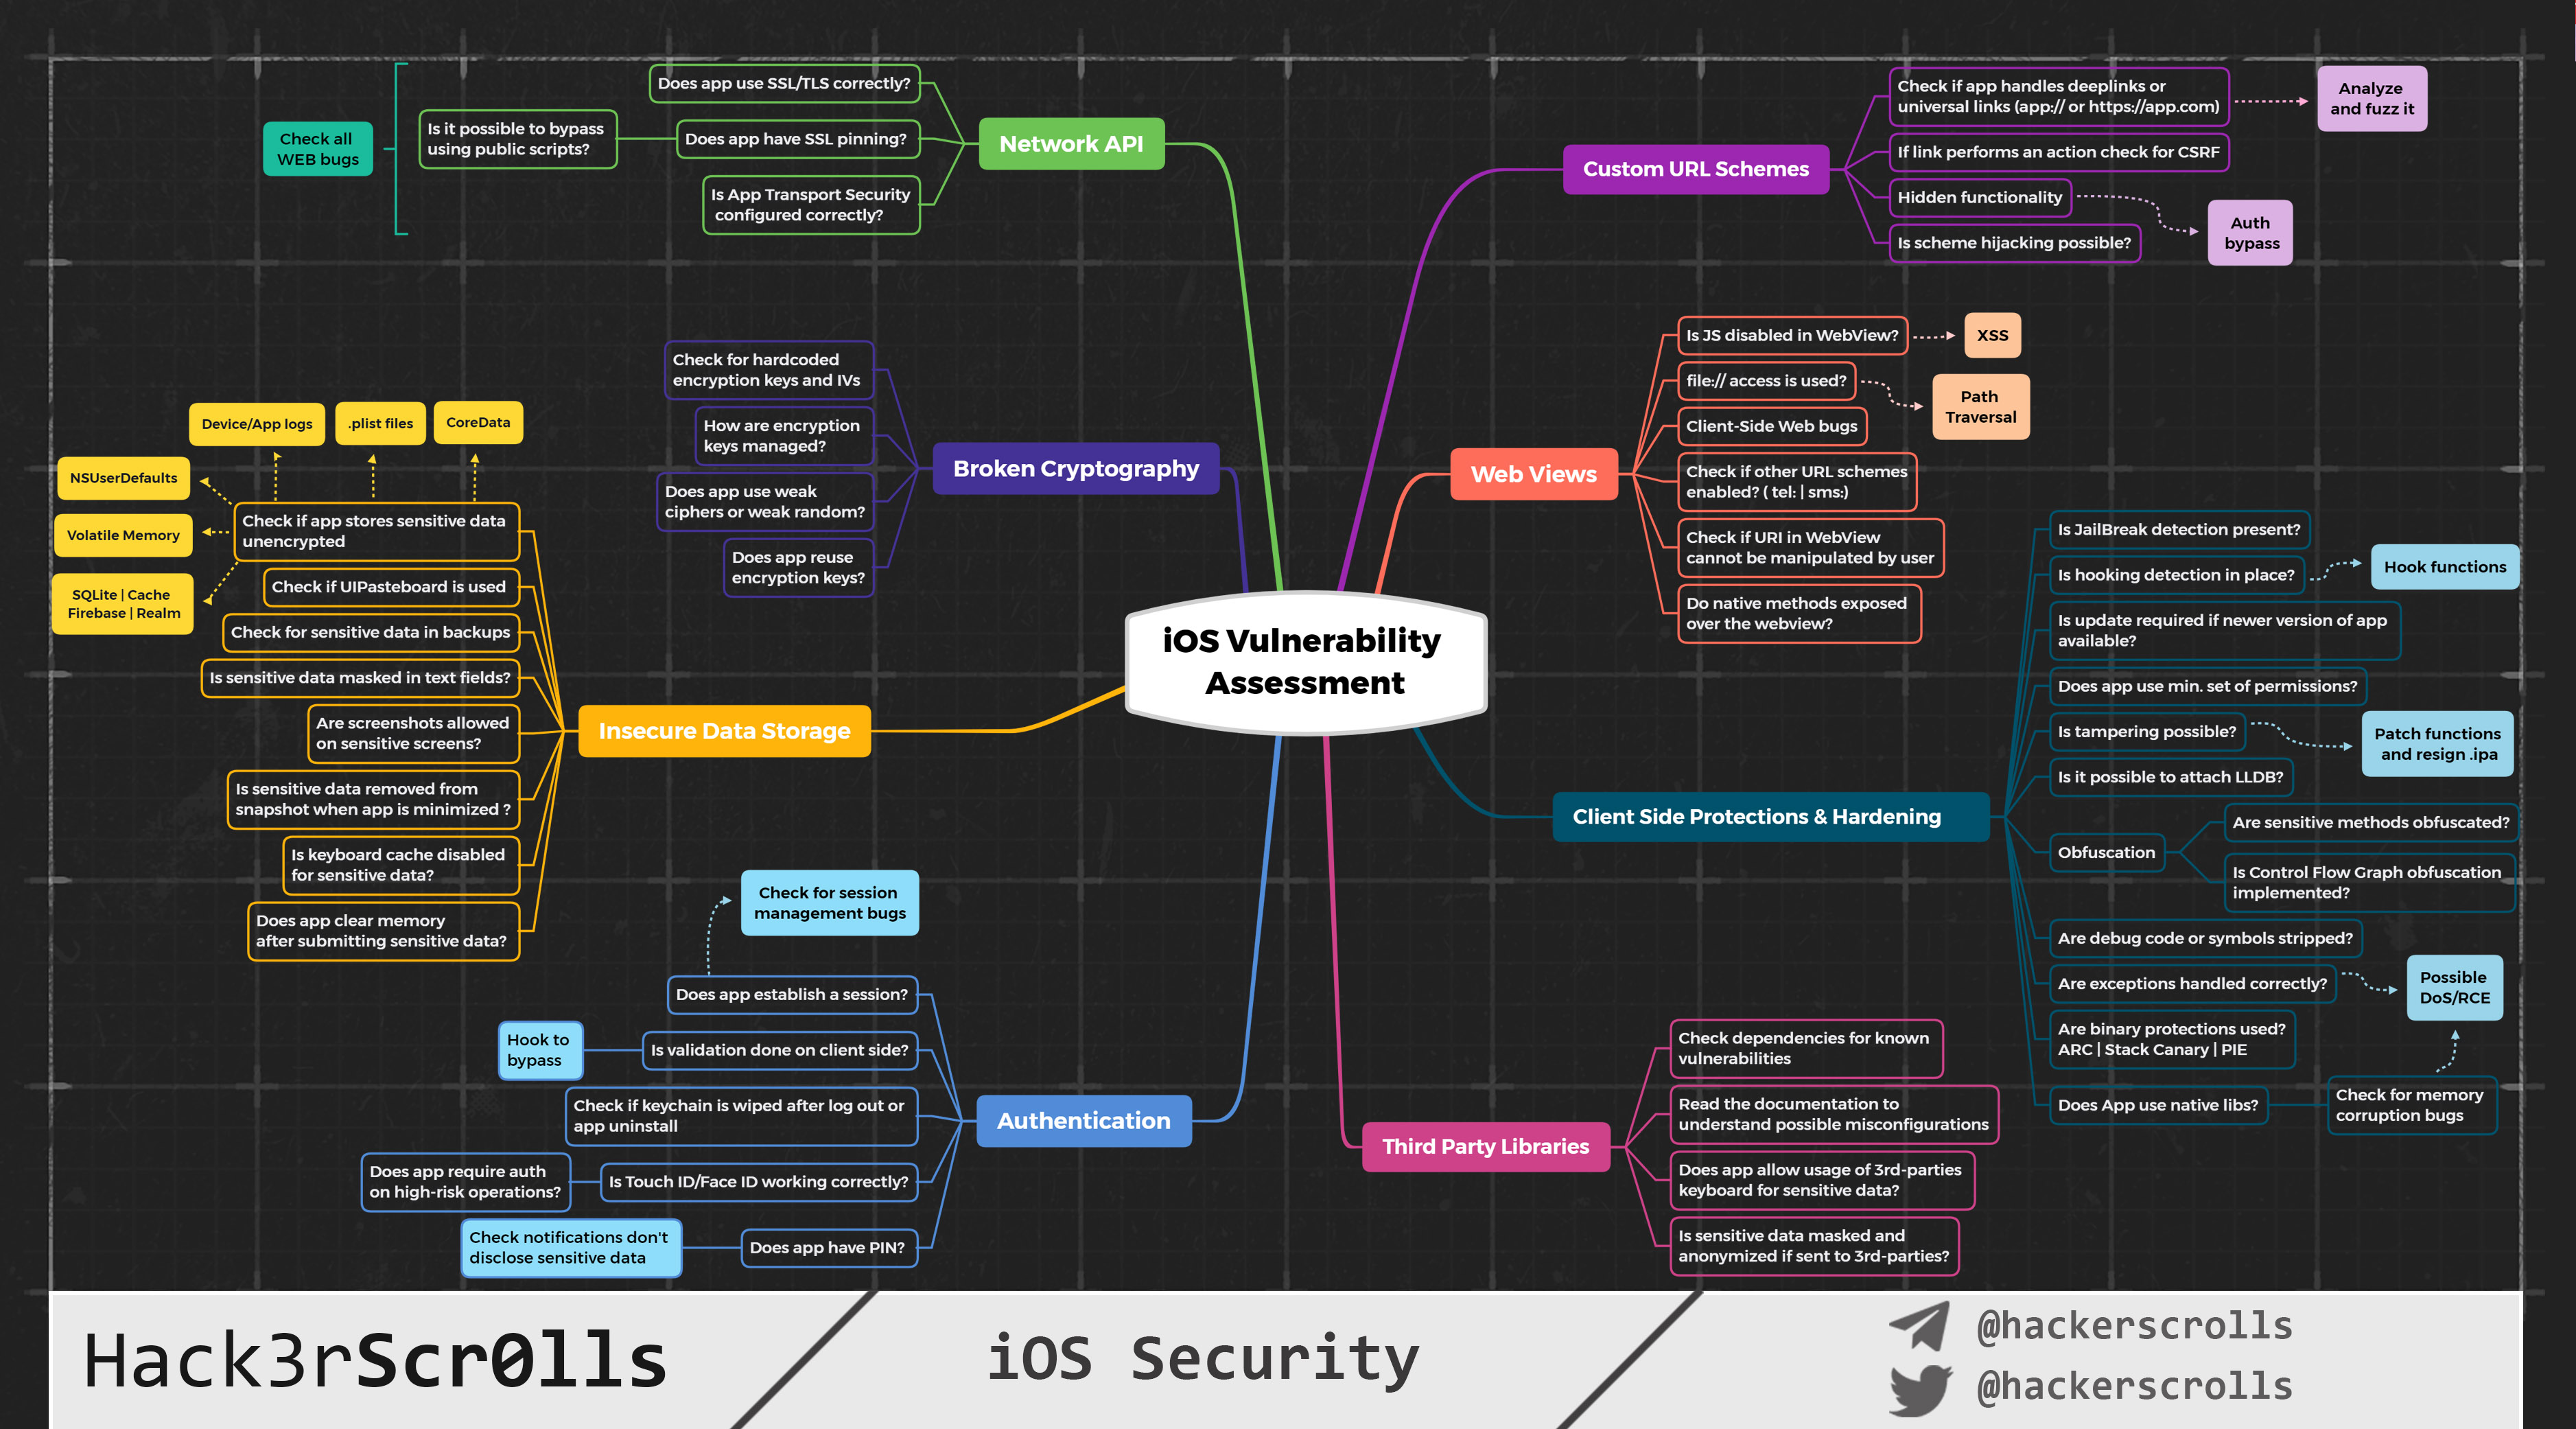 Check all
WEB bugs
Does app use SSL/TLS correctly?
Is it possible to bypass
using public scripts?
Does app have SSL pinning?
Is App Transport Security
configured correctly?
Network API
Custom URL Schemes
Check if app handles deeplinks or
universal links (app:// or https://app.com)
Analyze
and fuzz it
If link performs an action check for CSRF
Hidden functionality
Auth
bypass
Is scheme hijacking possible?
Check for hardcoded
encryption keys and IVs
How are encryption
keys managed?
Does app use weak
ciphers or weak random?
Does app reuse
encryption keys?
Broken Cryptography
Web Views
Is JS disabled in WebView?
XSS
file:// access is used?
Path
Traversal
Client-Side Web bugs
Check if other URL schemes
enabled? ( tel: | sms:)
Check if URI in WebView
cannot be manipulated by user
Do native methods exposed
over the webview?
Device/App logs
.plist files
CoreData
NSUserDefaults
Volatile Memory
SQLite | Cache
Firebase | Realm
Check if app stores sensitive data
unencrypted
Check if UIPasteboard is used
Check for sensitive data in backups
Is sensitive data masked in text fields?
Are screenshots allowed
on sensitive screens?
Is sensitive data removed from
snapshot when app is minimized ?
Is keyboard cache disabled
for sensitive data?
Does app clear memory
after submitting sensitive data?
Insecure Data Storage
iOS Vulnerability
Assessment
Client Side Protections & Hardening
Is JailBreak detection present?
Is hooking detection in place?
Hook functions
Is update required if newer version of app
available?
Does app use min. set of permissions?
Is tampering possible?
Patch functions
and resign .ipa
Is it possible to attach LLDB?
Obfuscation
Are sensitive methods obfuscated?
Is Control Flow Graph obfuscation
implemented?
Are debug code or symbols stripped?
Are exceptions handled correctly?
Possible
DoS/RCE
Are binary protections used?
ARC | Stack Canary | PIE
Does App use native libs?
Check for memory
corruption bugs
Check for session
management bugs
Does app establish a session?
Hook to
bypass
Is validation done on client side?
Check if keychain is wiped after log out or
app uninstall
Does app require auth
on high-risk operations?
Is Touch ID/Face ID working correctly?
Check notifications don't
disclose sensitive data
Does app have PIN?
Authentication
Third Party Libraries
Check dependencies for known
vulnerabilities
Read the documentation to
understand possible misconfigurations
Does app allow usage of 3rd-parties
keyboard for sensitive data?
Is sensitive data masked and
anonymized if sent to 3rd-parties?
Hack3rScr0lls
iOS Security
@hackerscrolls
@hackerscrolls